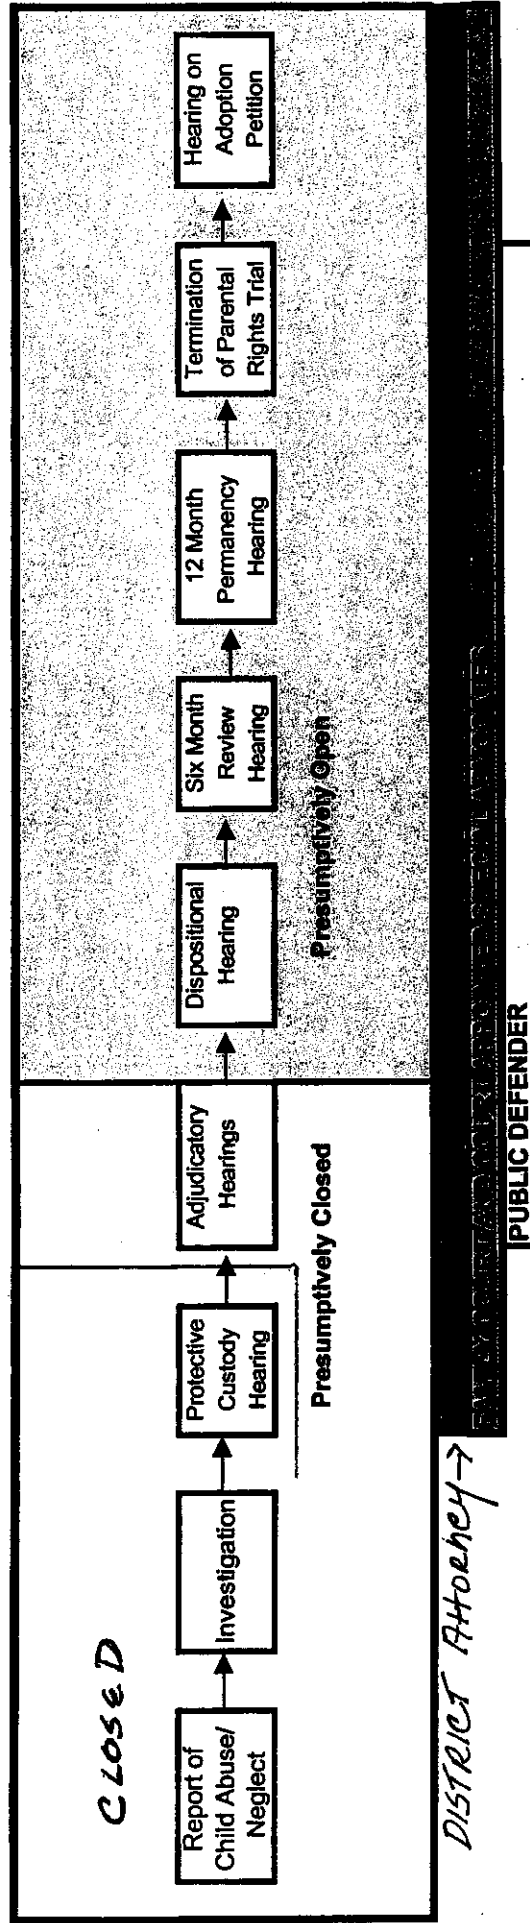 CLOSED
Report of
Child Abuse/
Neglect
Investigation
Protective
Custody
Hearing
Adjudicatory
Hearings
Dispositional
Hearing
Six Month
Review
Hearing
12 Month
Permanency
Hearing
Termination
of Parental
Rights Trial
Hearing on
Adoption
Petition
Presumptively Closed
Presumptively Open
DISTRICT AttorNey →
PUBLIC DEFENDER